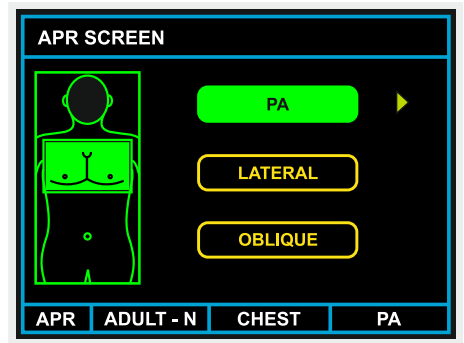 APR SCREEN
PA
LATERAL
OBLIQUE
APR ADULT - N CHEST PA